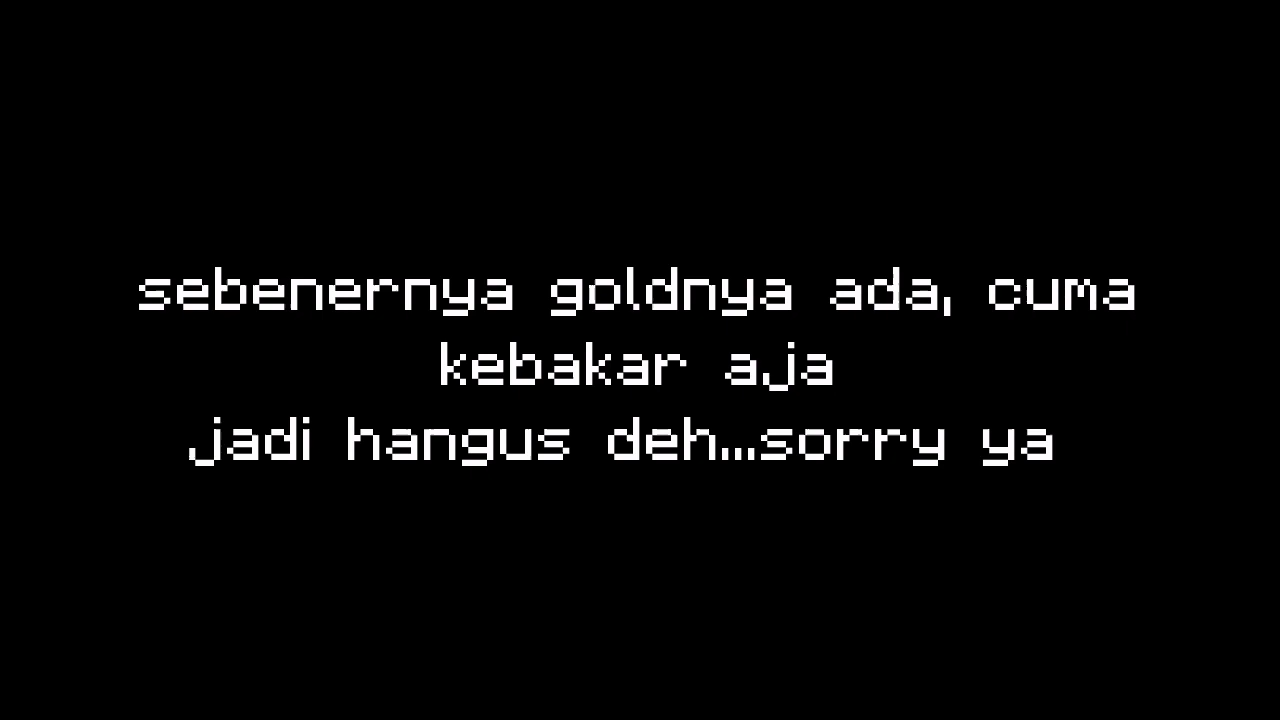 sebenernya goldnya ada, cuma
kebakar aja
jadi hangus deh...sorry ya